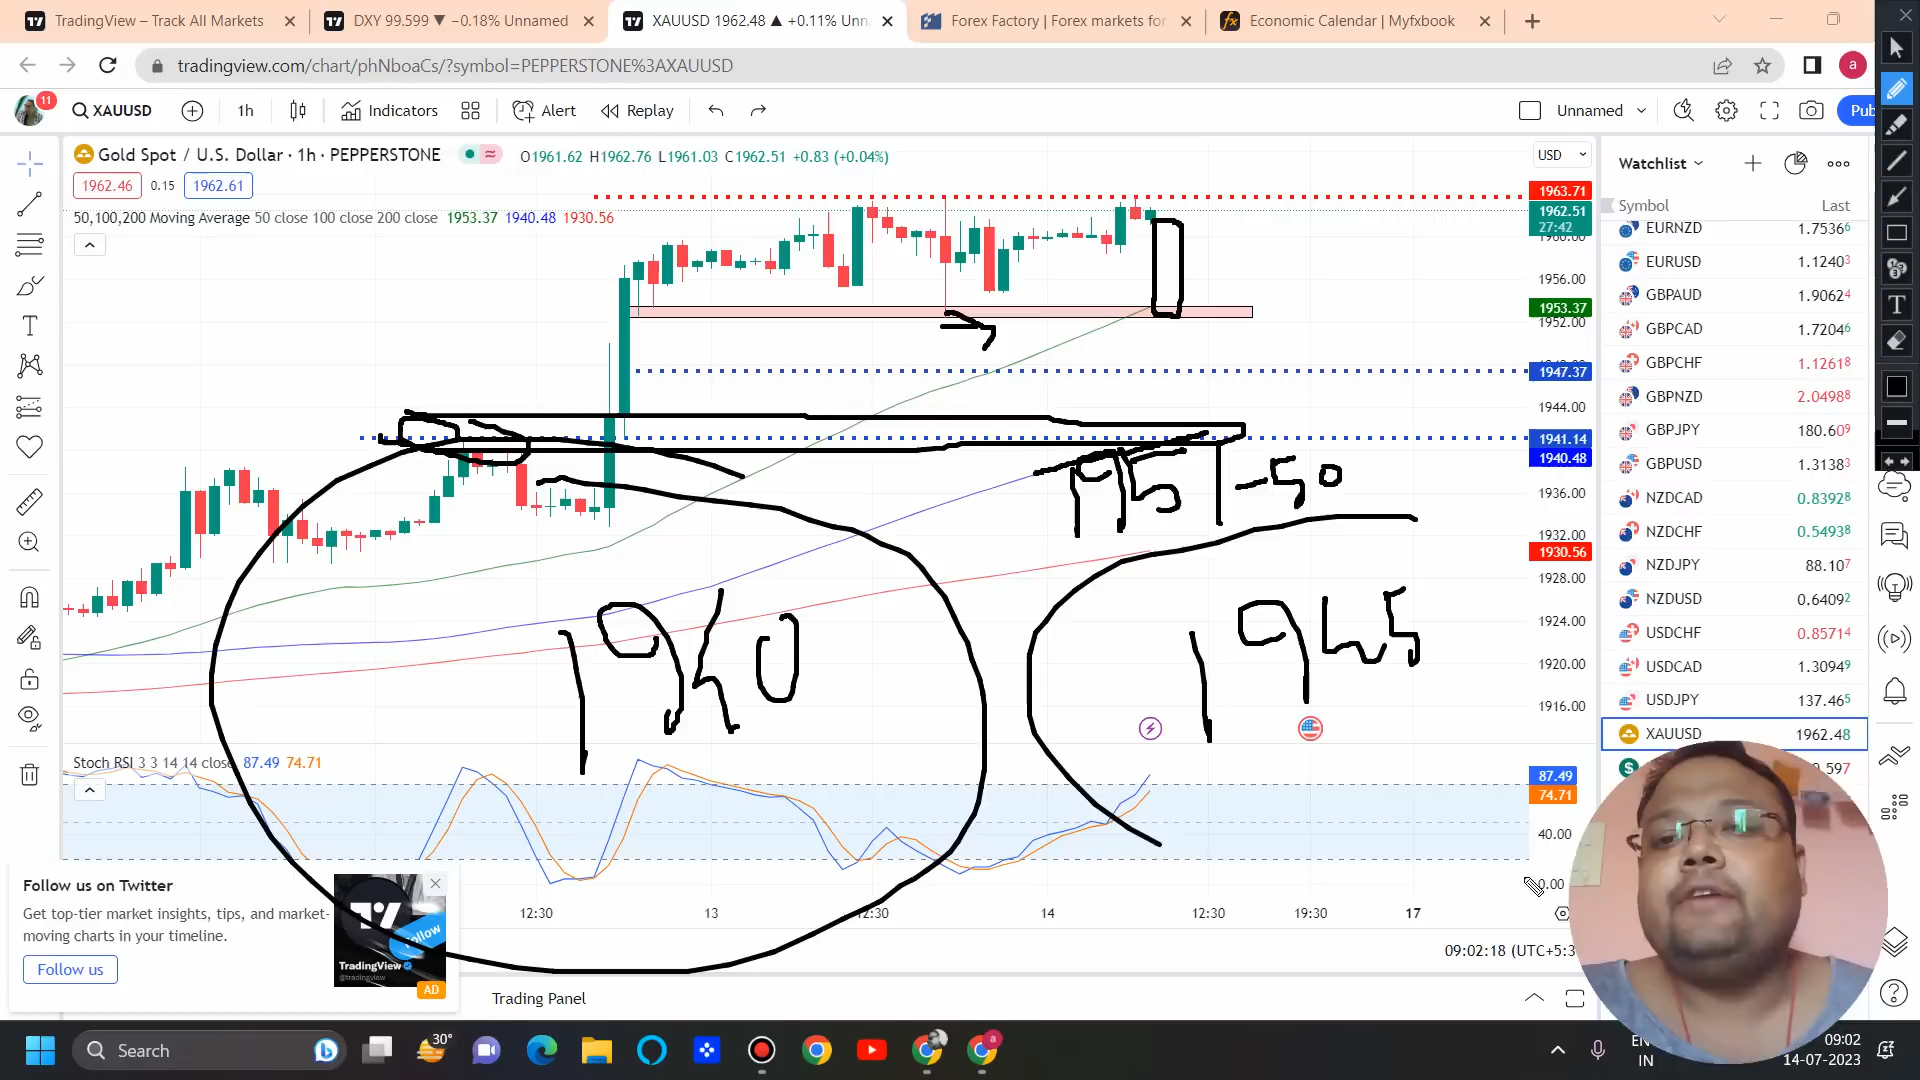 TradingView – Track All Markets
DXY 99.599 ▼ −0.18% Unnamed
XAUUSD 1962.48 ▲ +0.11% Unn
Forex Factory | Forex markets for
Economic Calendar | Myfxbook
tradingview.com/chart/phNboaCs/?symbol=PEPPERSTONE%3AXAUUSD
a
11
XAUUSD
1h
Indicators
Alert
Replay
Unnamed
Pub
Gold Spot / U.S. Dollar · 1h · PEPPERSTONE
O1961.62 H1962.76 L1961.03 C1962.51 +0.83 (+0.04%)
USD
1962.46
0.15
1962.61
50,100,200 Moving Average 50 close 100 close 200 close 1953.37 1940.48 1930.56
1963.71
1962.51
27:42
1960.00
1956.00
1953.37
1952.00
1947.37
1944.00
1941.14
1940.48
1936.00
1932.00
1930.56
1928.00
1924.00
1920.00
1916.00
1951-50
1940
1945
Stoch RSI 3 3 14 14 close 87.49 74.71
87.49
74.71
40.00
0.00
12:30
13
12:30
14
12:30
19:30
17
09:02:18 (UTC+5:3
Watchlist
Symbol
Last
EURNZD 1.75366
EURUSD 1.12403
GBPAUD 1.90624
GBPCAD 1.72046
GBPCHF 1.12618
GBPNZD 2.04988
GBPJPY 180.609
GBPUSD 1.31383
NZDCAD 0.83928
NZDCHF 0.54938
NZDJPY 88.107
NZDUSD 0.64092
USDCHF 0.85714
USDCAD 1.30949
USDJPY 137.465
XAUUSD 1962.48
.597
Follow us on Twitter
Get top-tier market insights, tips, and market-
moving charts in your timeline.
Follow us
Follow
TradingView
@tradingview
AD
Trading Panel
Search
30°
EN
IN
09:02
14-07-2023